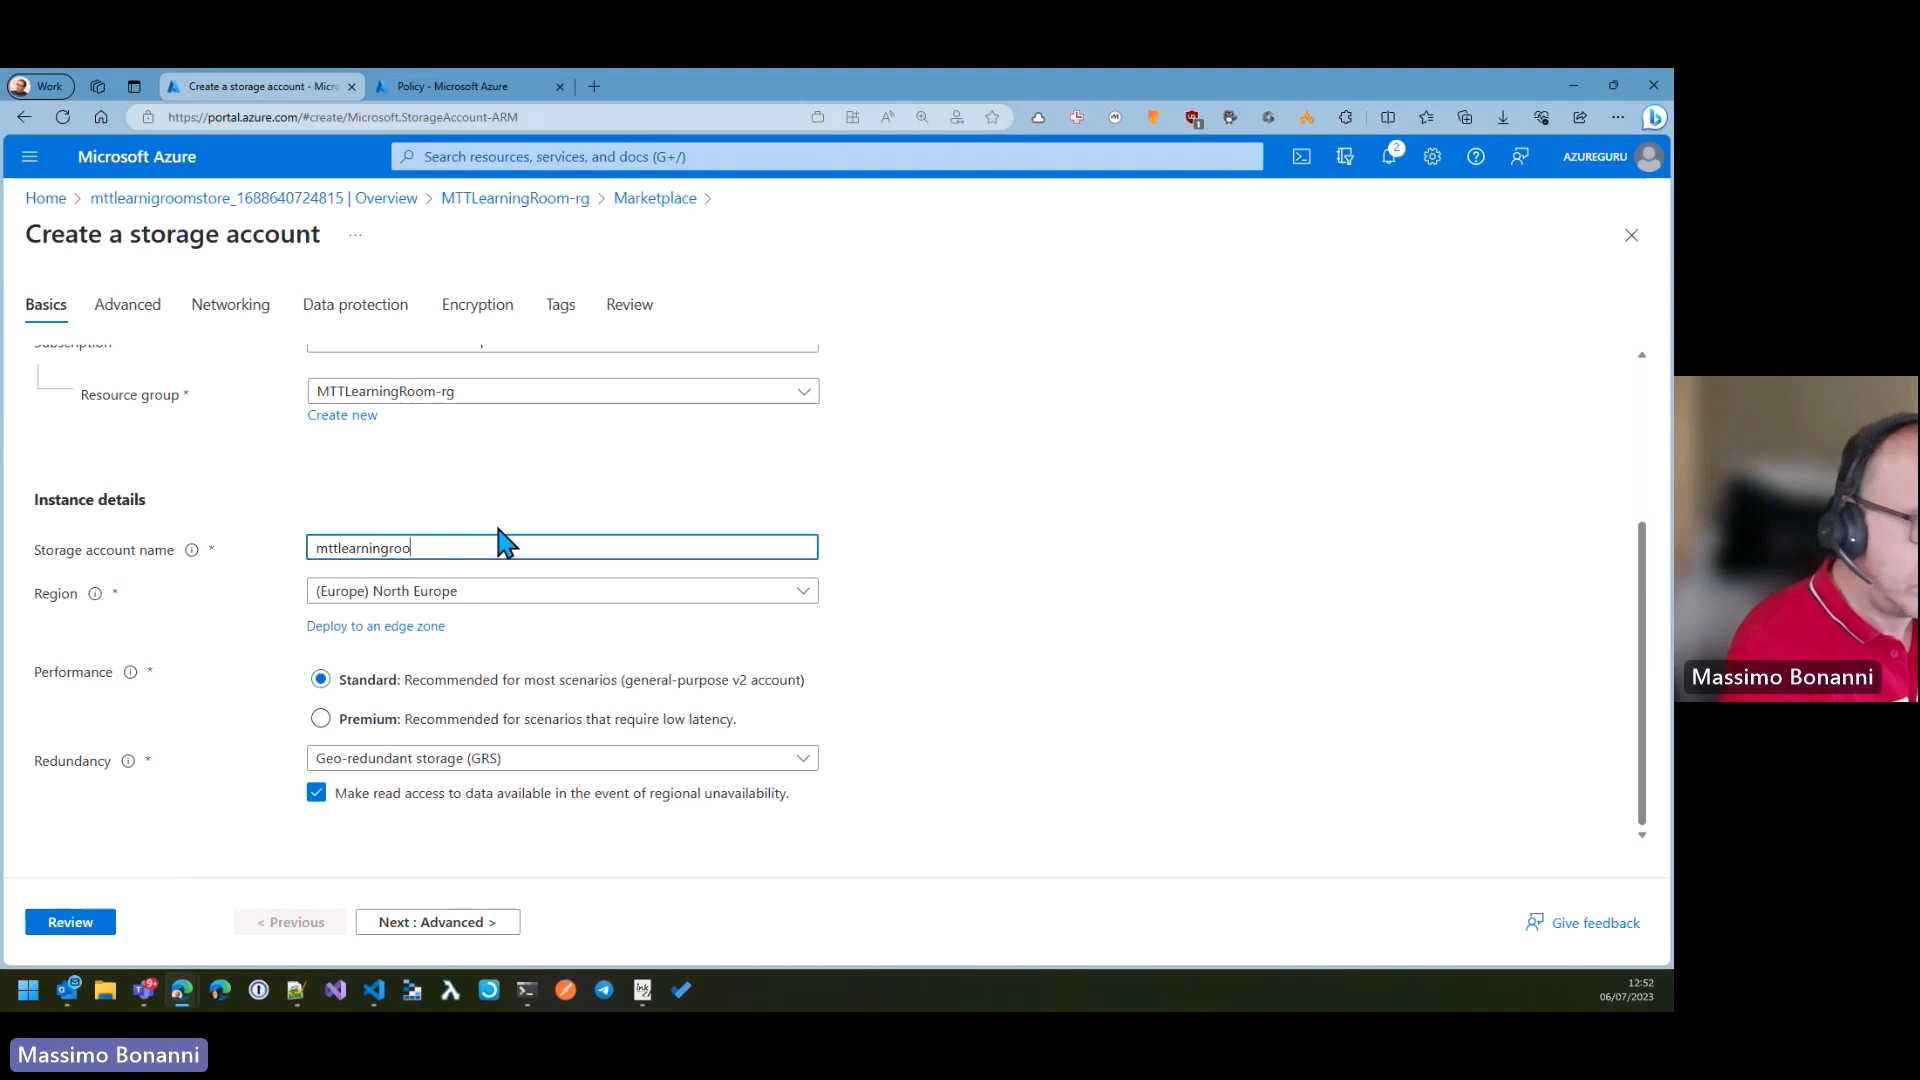 Work
Create a storage account - Micr
Policy - Microsoft Azure
https://portal.azure.com/#create/Microsoft.StorageAccount-ARM
Microsoft Azure
Search resources, services, and docs (G+/)
2
AZUREGURU
Home > mttlearnigroomstore_1688640724815 | Overview > MTTLearningRoom-rg > Marketplace >
Create a storage account ...
Basics Advanced Networking Data protection Encryption Tags Review
Subscription
Resource group * MTTLearningRoom-rg
Create new
Instance details
Storage account name * mttlearningroo
Region * (Europe) North Europe
Deploy to an edge zone
Performance * Standard: Recommended for most scenarios (general-purpose v2 account)
Premium: Recommended for scenarios that require low latency.
Redundancy * Geo-redundant storage (GRS)
Make read access to data available in the event of regional unavailability.
Review < Previous Next : Advanced > Give feedback
12:52
06/07/2023
Massimo Bonanni
Massimo Bonanni